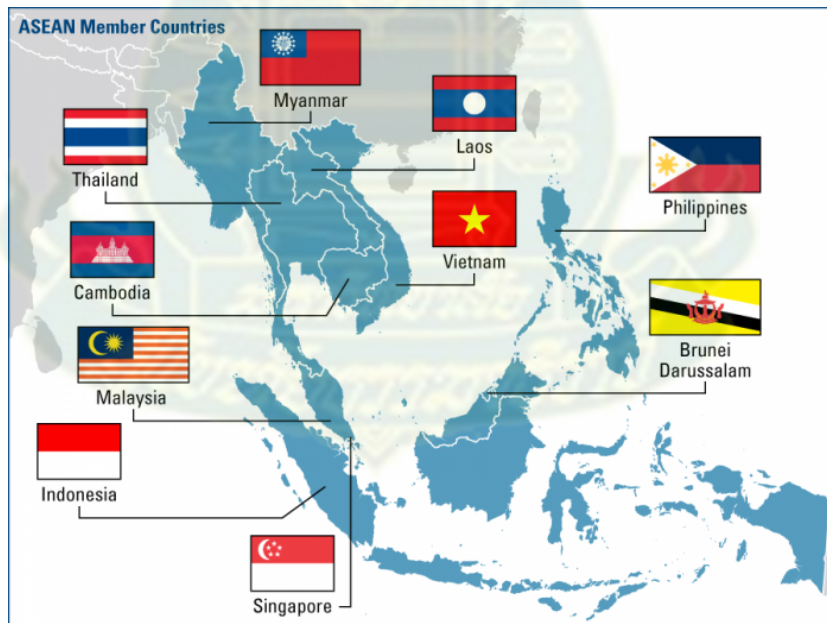 ASEAN Member Countries
Myanmar
Laos
Thailand
Philippines
Cambodia
Vietnam
Malaysia
Brunei
Darussalam
Indonesia
Singapore